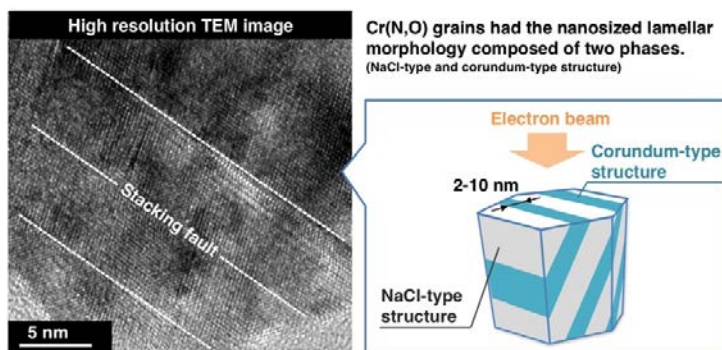 High resolution TEM image
Stacking fault
5 nm
Cr(N,O) grains had the nanosized lamellar
morphology composed of two phases.
(NaCl-type and corundum-type structure)
Electron beam
Corundum-type
structure
2-10 nm
NaCl-type
structure